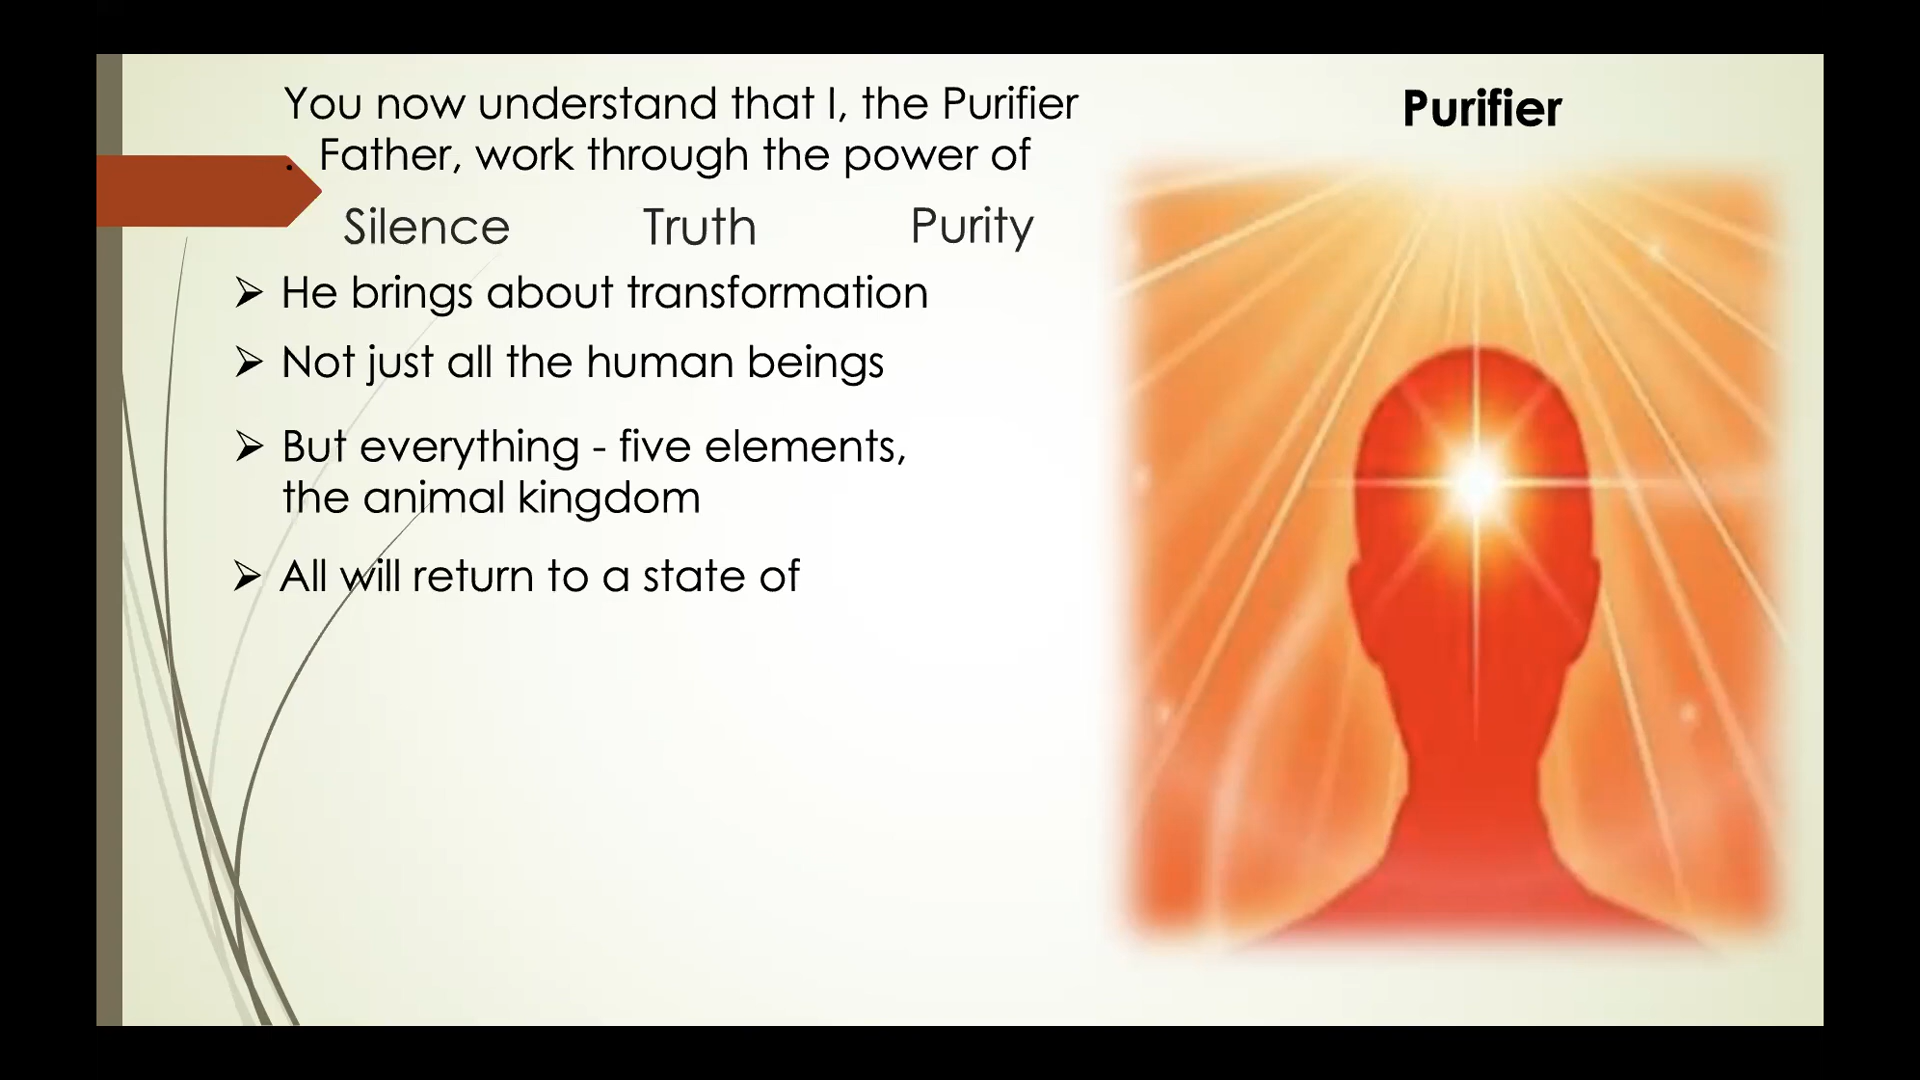 You now understand that I, the Purifier
. Father, work through the power of
Silence Truth Purity
➢ He brings about transformation
➢ Not just all the human beings
➢ But everything - five elements,
the animal kingdom
➢ All will return to a state of
Purifier